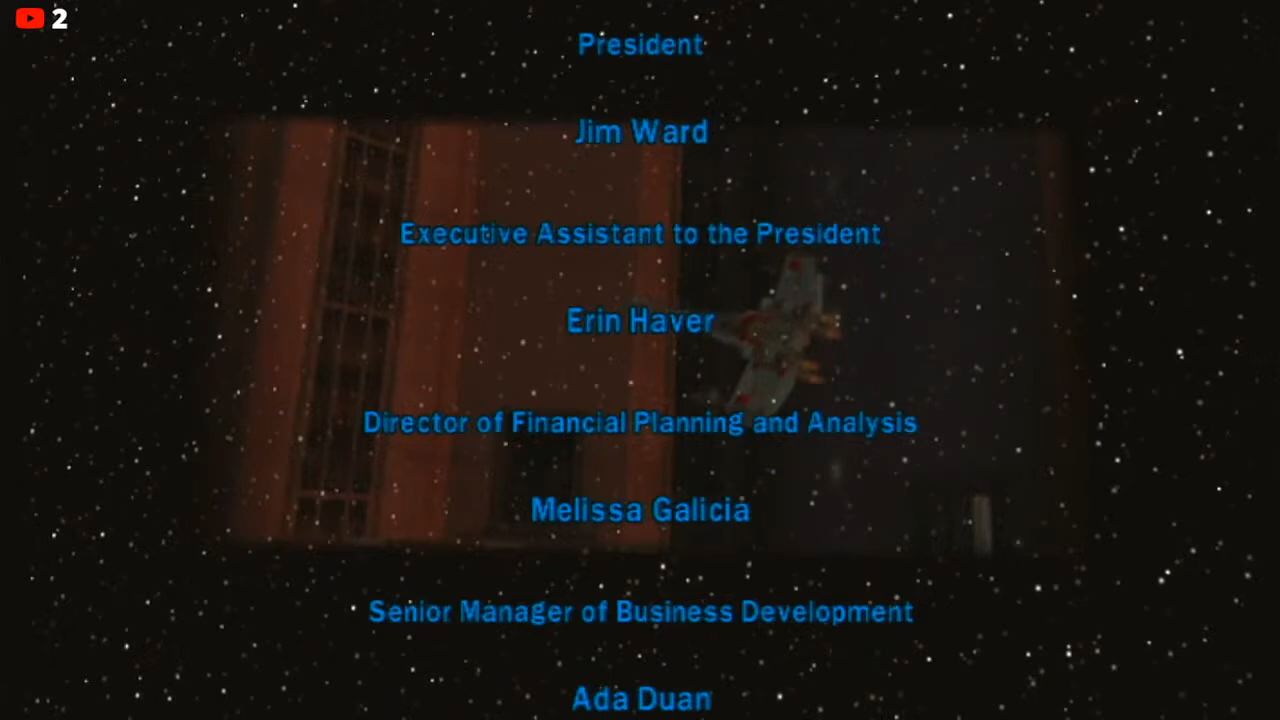 2
President
Jim Ward
Executive Assistant to the President
Erin Haver
Director of Financial Planning and Analysis
Melissa Galicia
Senior Manager of Business Development
Ada Duan